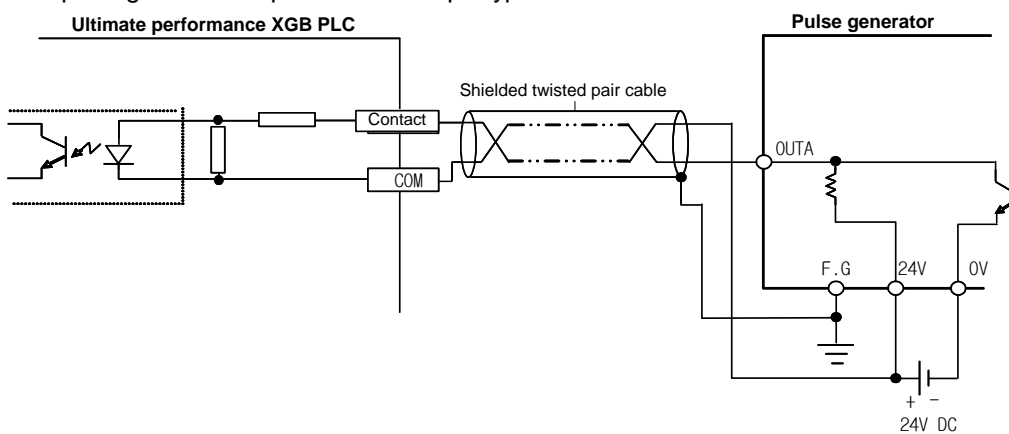 Ultimate performance XGB PLC
Pulse generator
Shielded twisted pair cable
Contact
COM
OUTA
F.G
24V
0V
+ −
24V DC